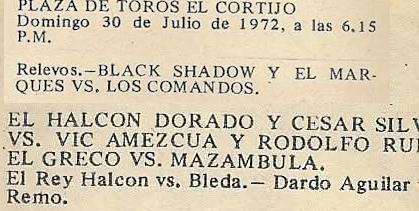 PLAZA DE TOROS EL CORTIJO
Domingo 30 de Julio de 1972, a las 6.15
P.M.
Relevos.—BLACK SHADOW Y EL MAR-
QUES VS. LOS COMANDOS.
EL HALCON DORADO Y CESAR SILV
VS. VIC AMEZCUA Y RODOLFO RUI
EL GRECO VS. MAZAMBULA.
El Rey Halcon vs. Bleda.— Dardo Aguilar
Remo.